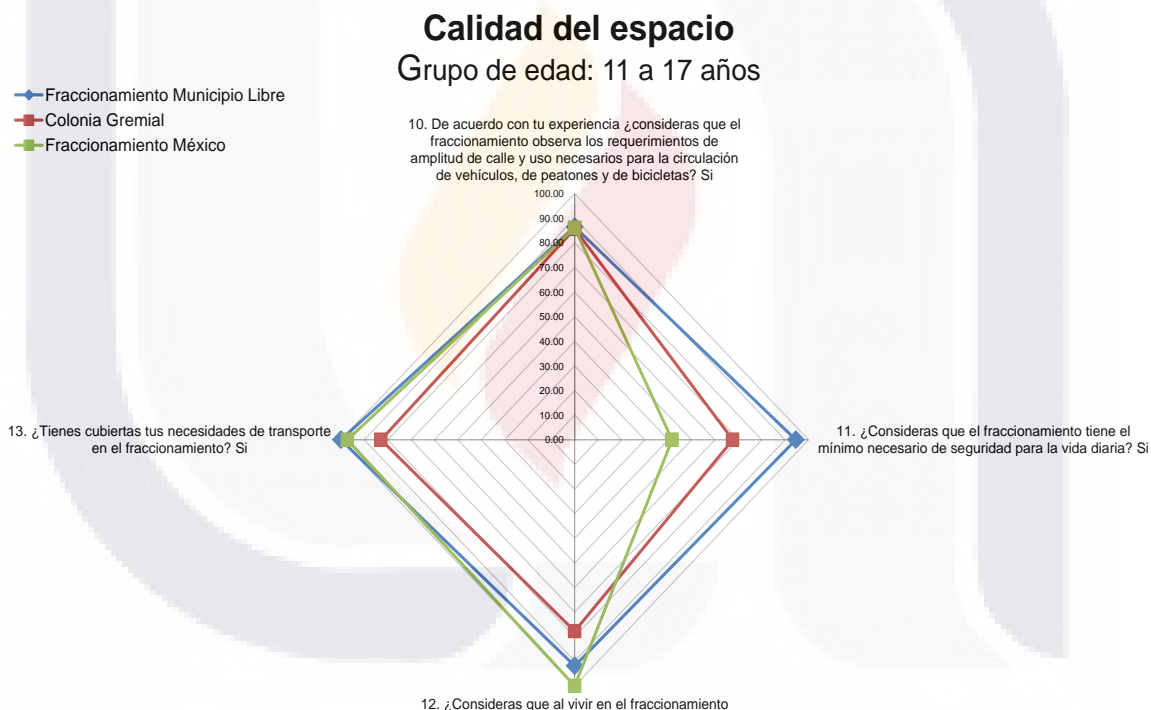 Calidad del espacio
Grupo de edad: 11 a 17 años
Fraccionamiento Municipio Libre
Colonia Gremial
Fraccionamiento México
10. De acuerdo con tu experiencia ¿consideras que el
fraccionamiento observa los requerimientos de
amplitud de calle y uso necesarios para la circulación
de vehículos, de peatones y de bicicletas? Si
100.00
90.00
80.00
70.00
60.00
50.00
40.00
30.00
20.00
10.00
0.00
13. ¿Tienes cubiertas tus necesidades de transporte
en el fraccionamiento? Si
11. ¿Consideras que el fraccionamiento tiene el
mínimo necesario de seguridad para la vida diaria? Si
12. ¿Consideras que al vivir en el fraccionamiento